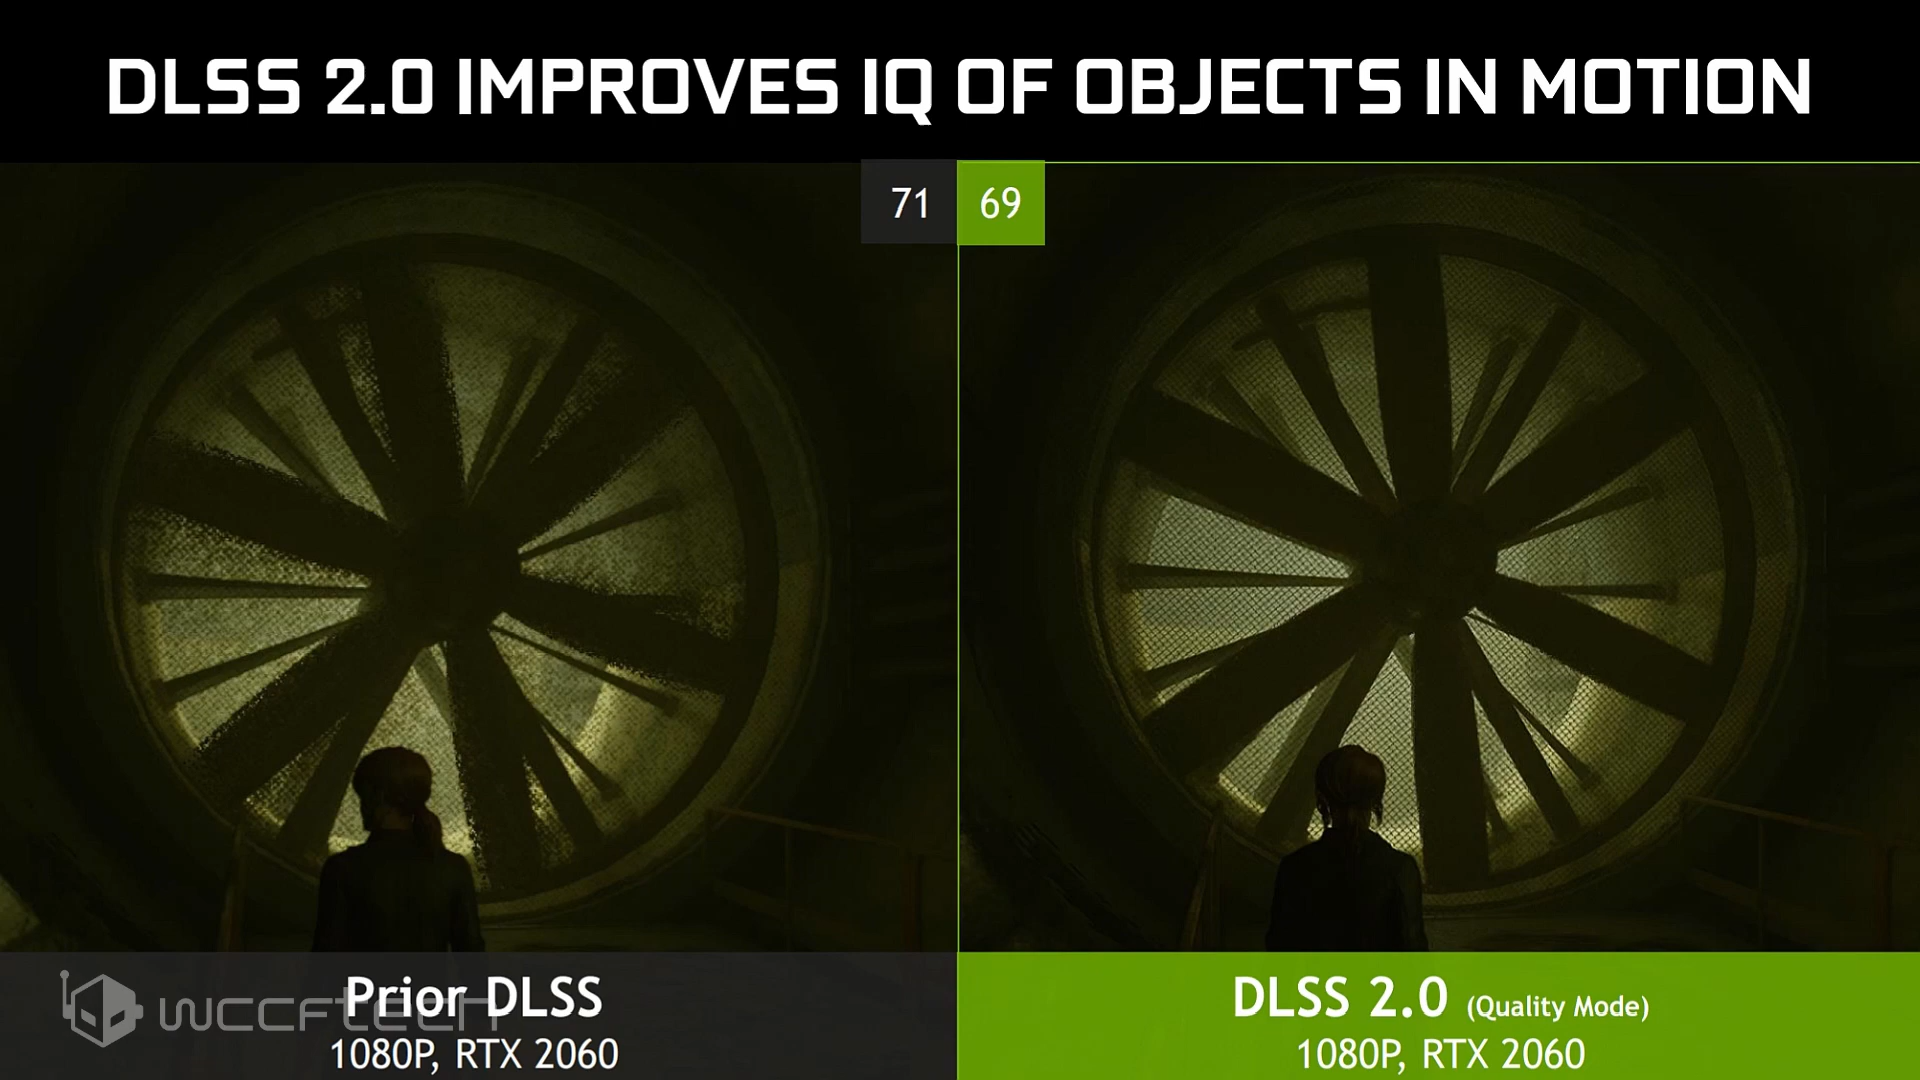 DLSS 2.0 IMPROVES IQ OF OBJECTS IN MOTION
71 69
Prior DLSS
1080P, RTX 2060
wccftech
DLSS 2.0 (Quality Mode)
1080P, RTX 2060